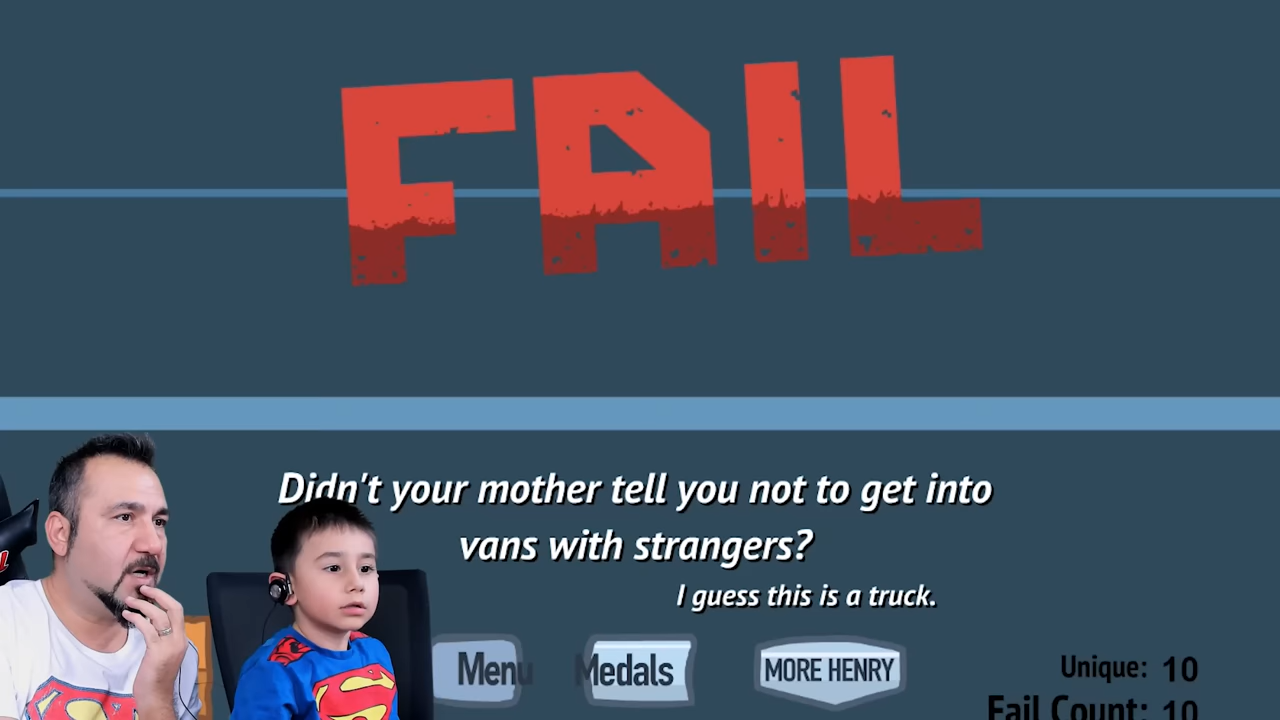 FAIL
Didn't your mother tell you not to get into
vans with strangers?
I guess this is a truck.
Menu
Medals
MORE HENRY
Unique: 10
Fail Count: 10